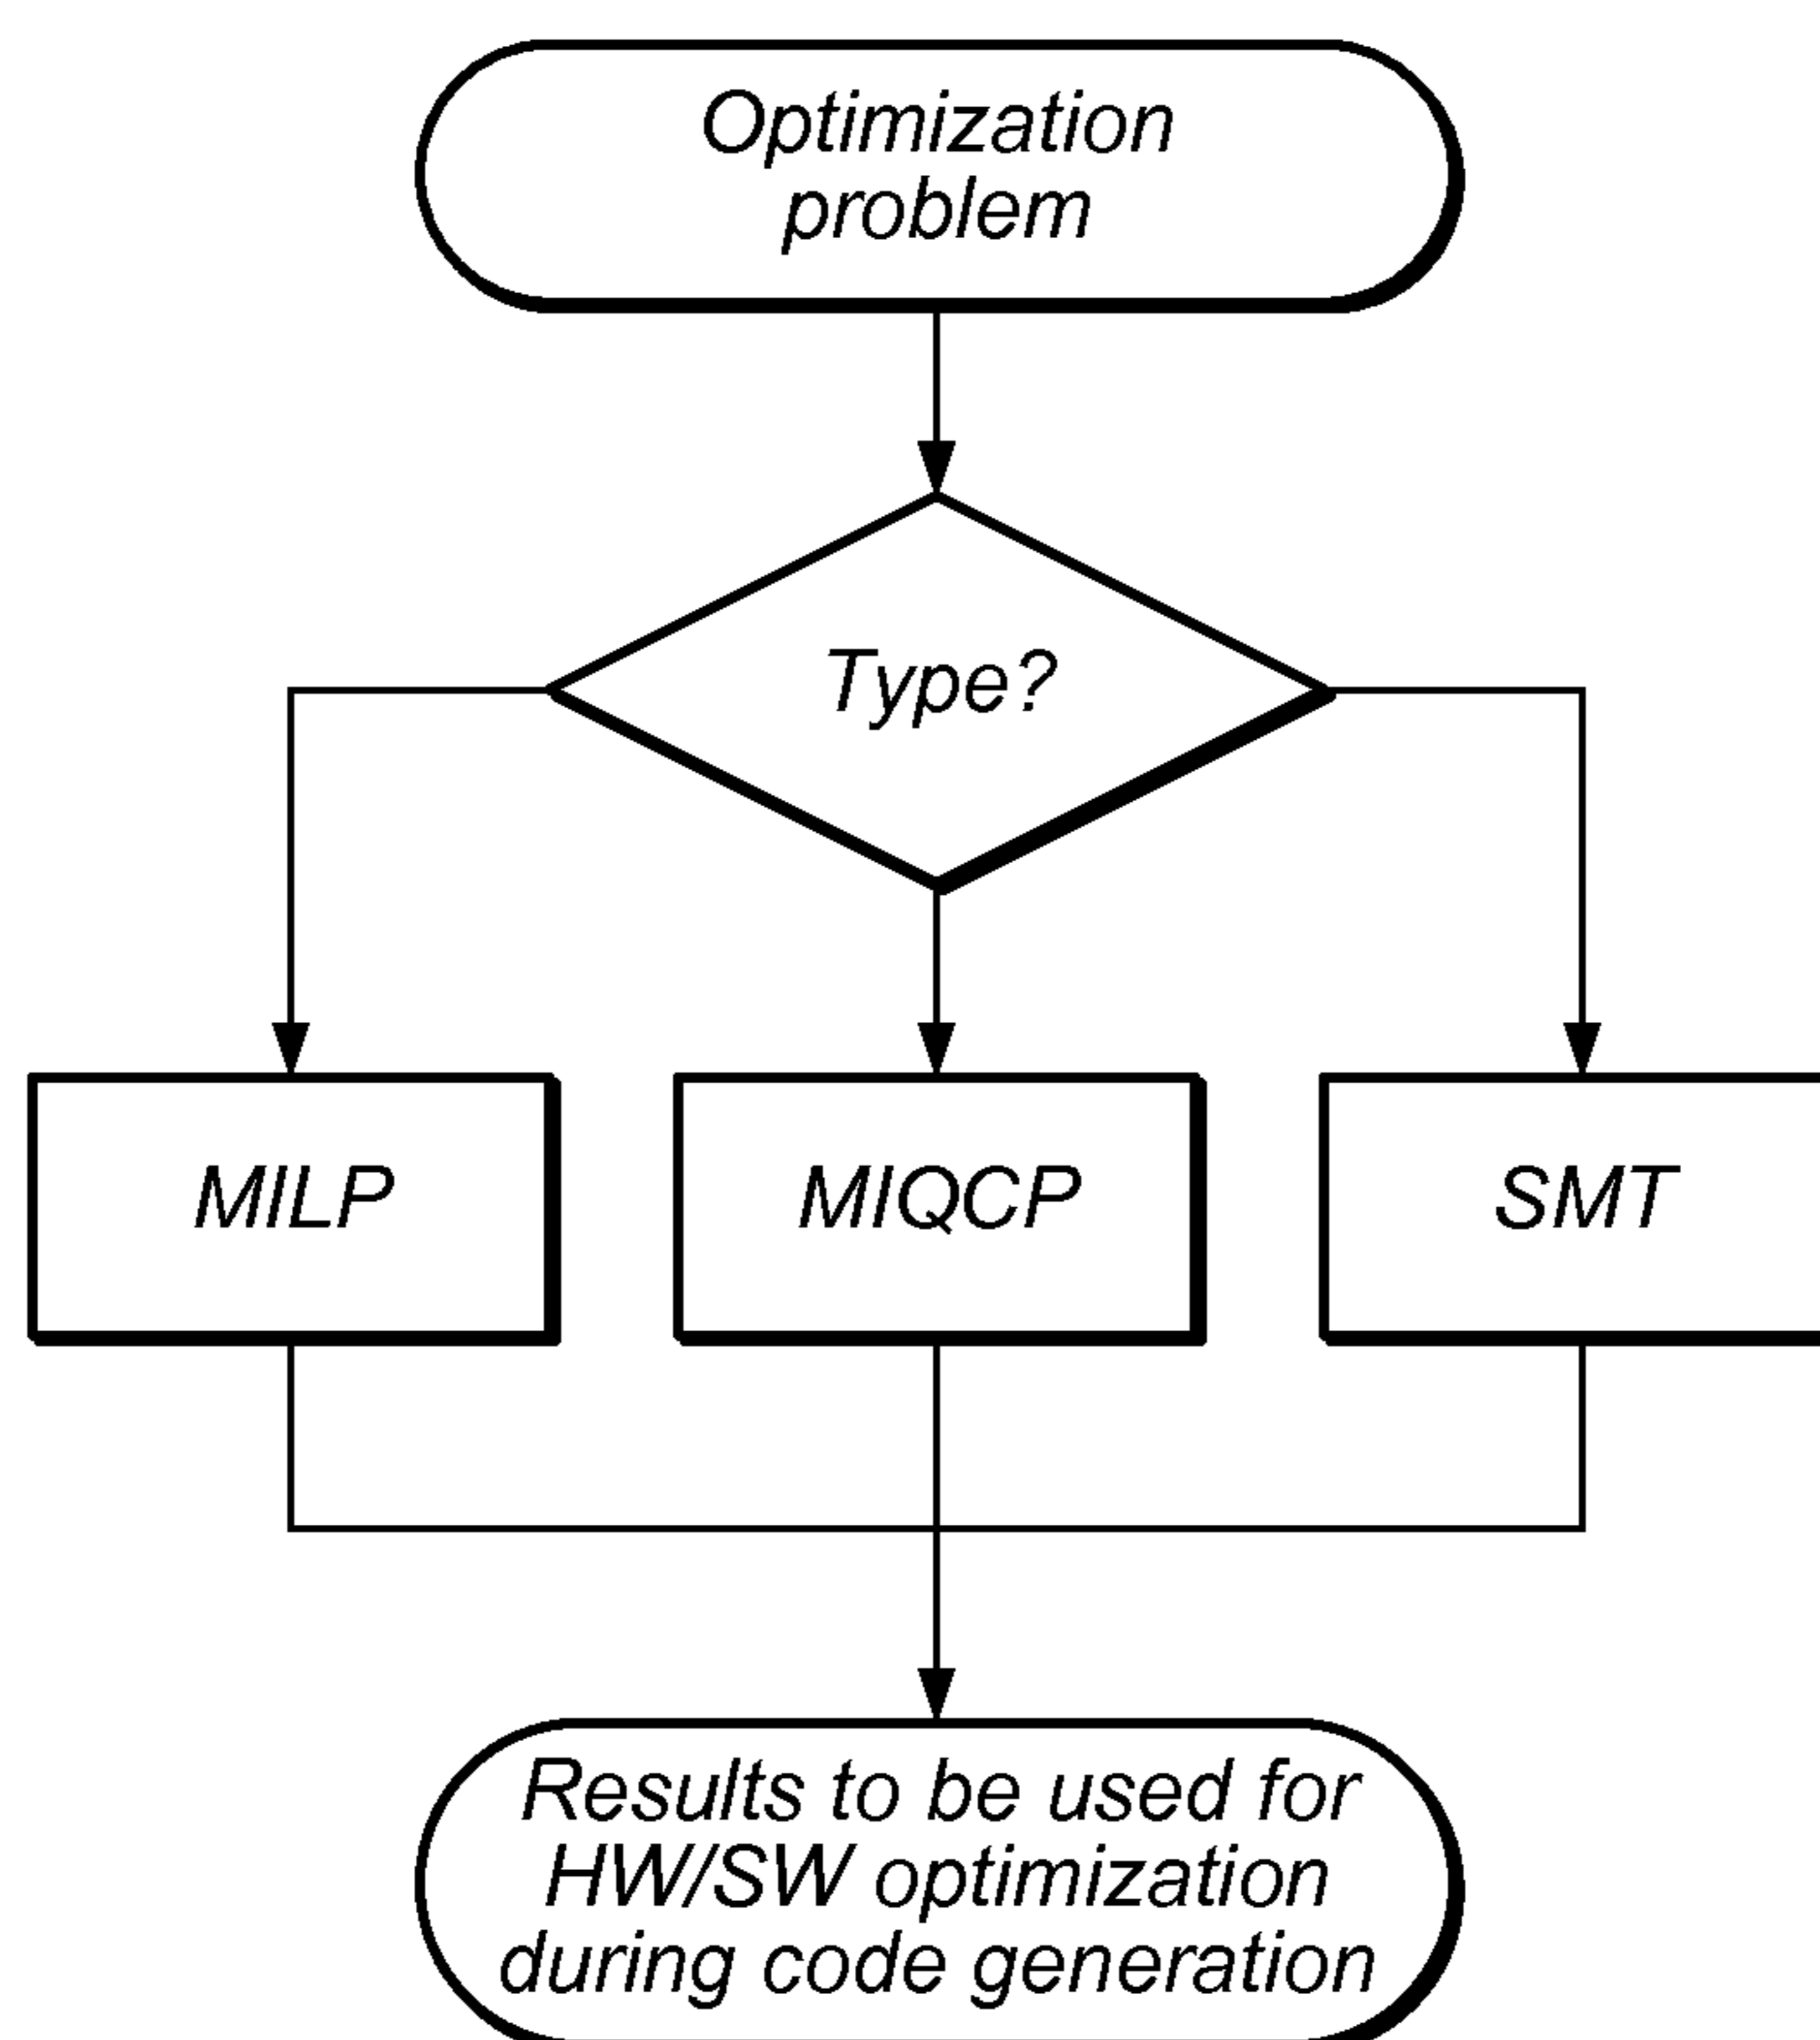 Optimization
problem
Type?
MILP
MIQCP
SMT
Results to be used for
HW/SW optimization
during code generation